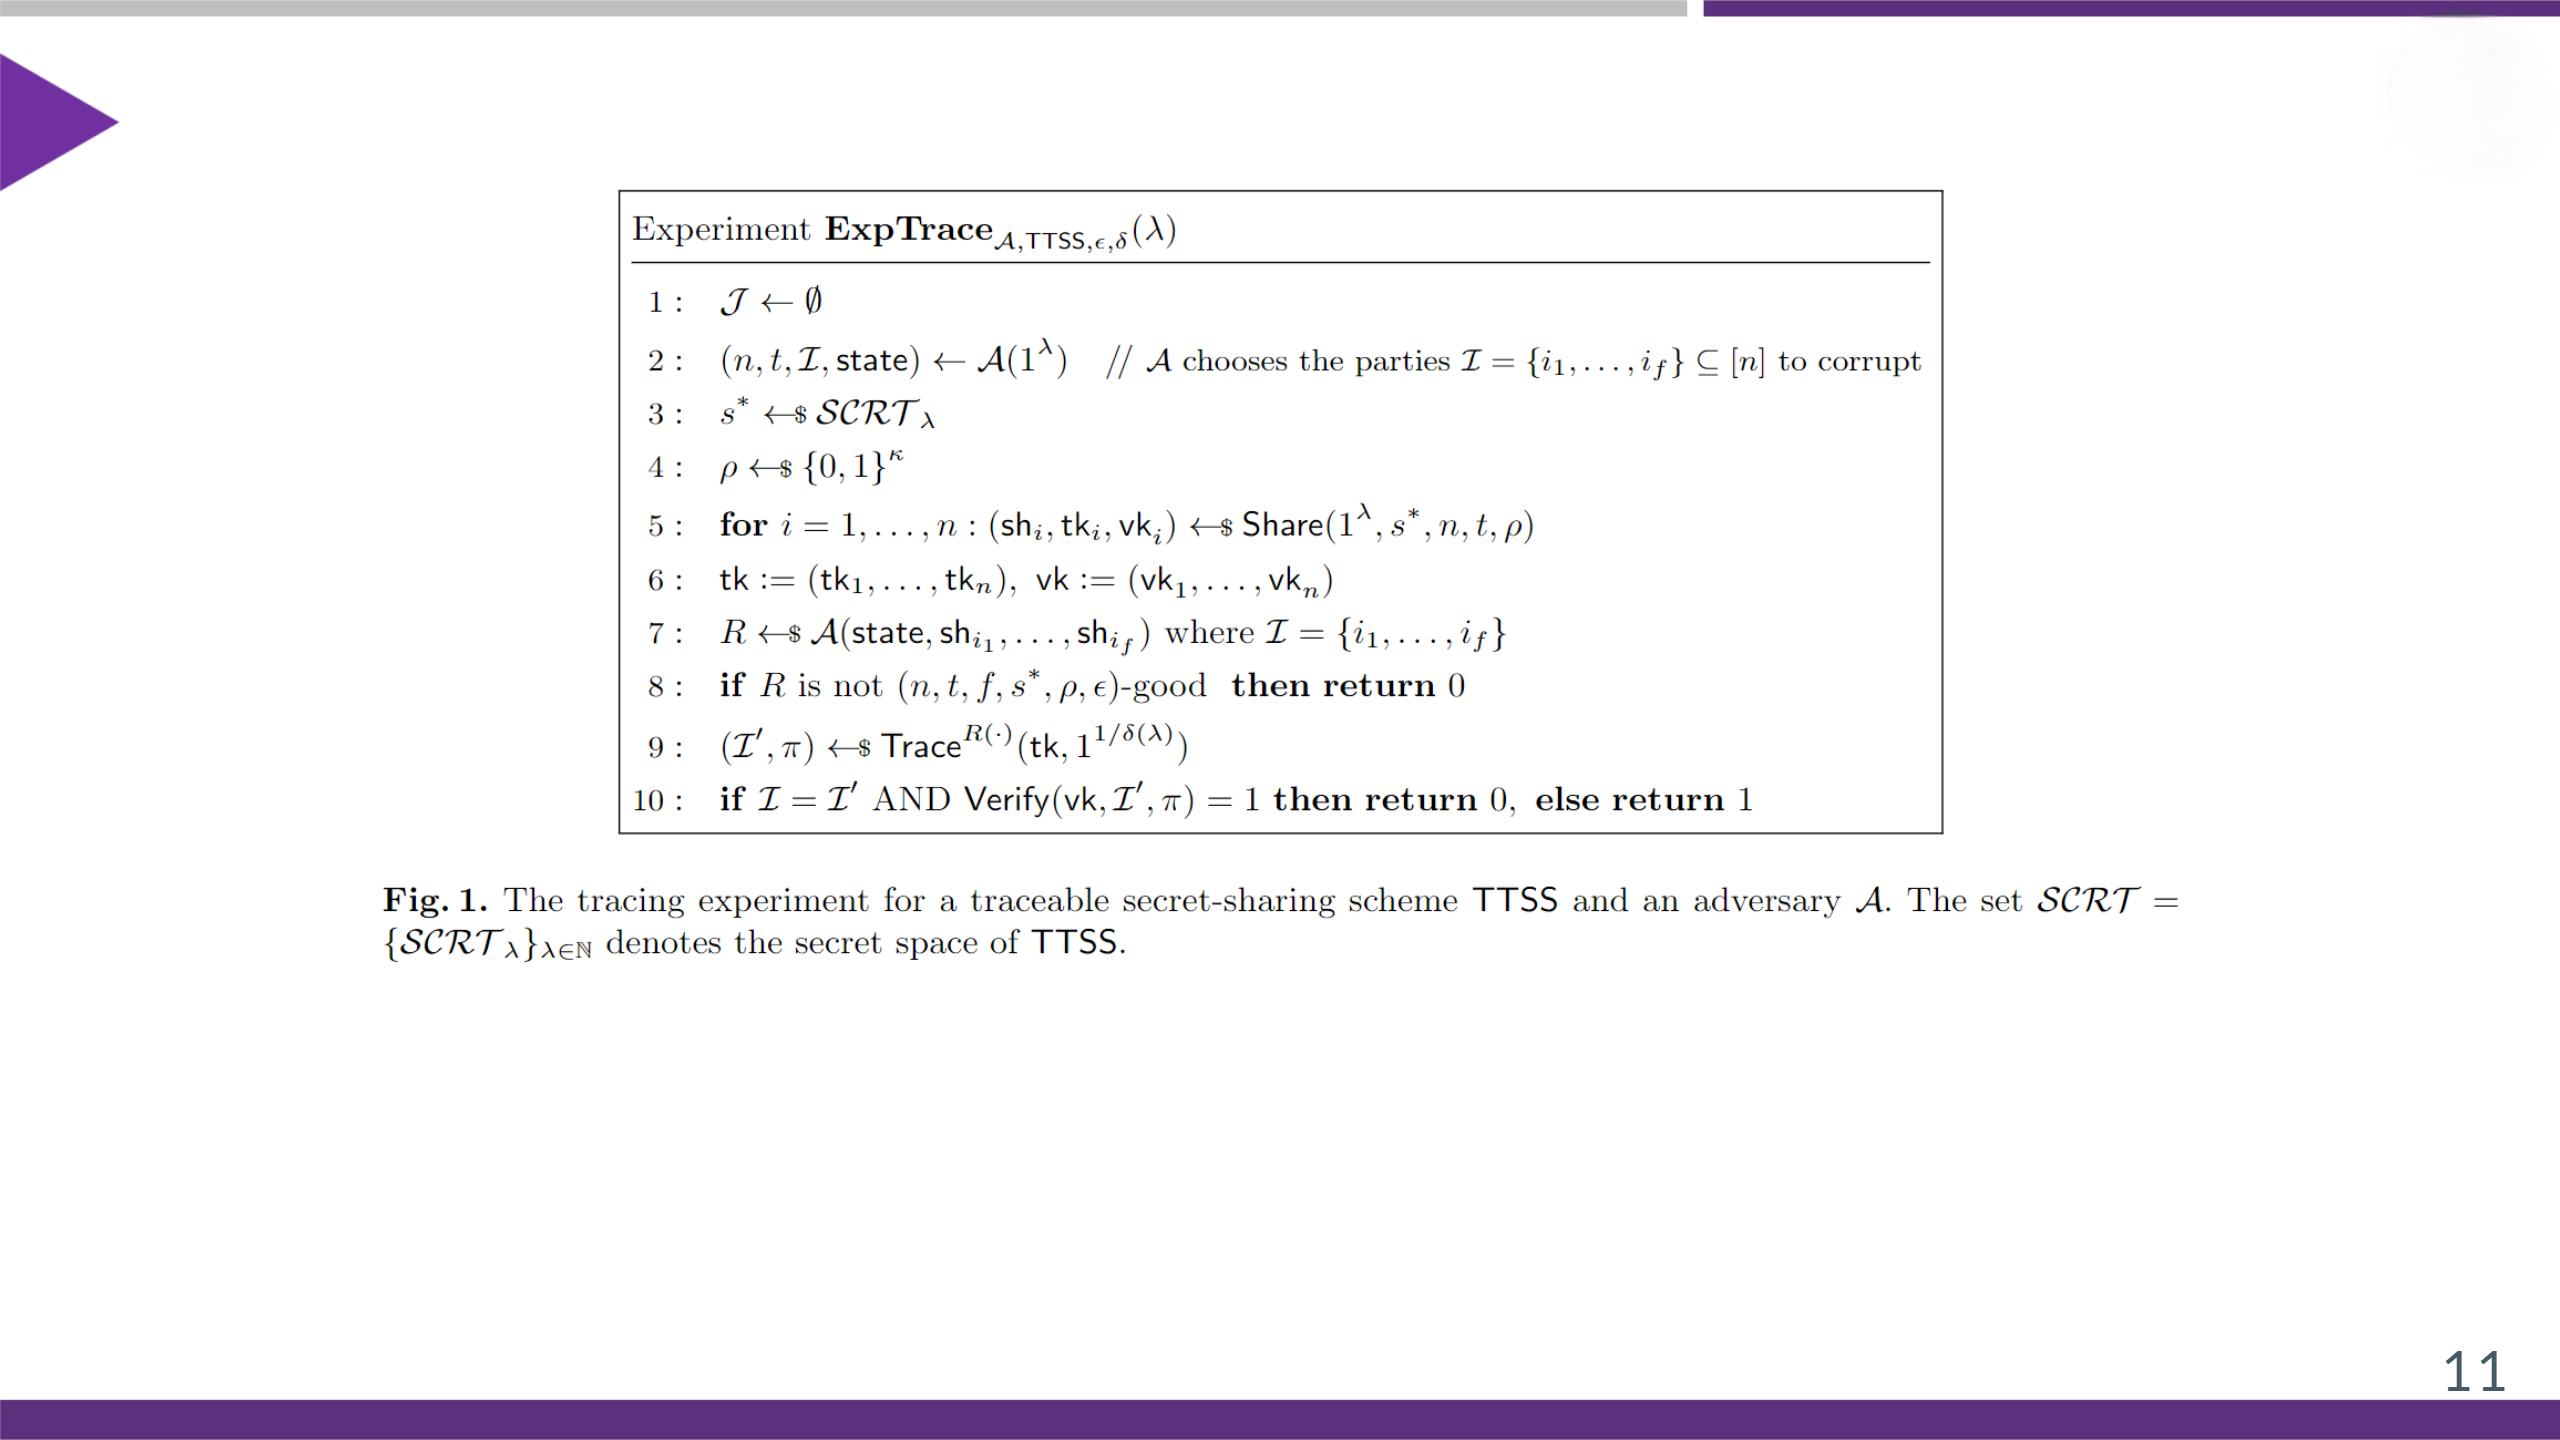 Experiment ExpTrace_{𝒜,TTSS,ϵ,δ}(λ)
1 : 𝒥 ← ∅
2 : (n, t, ℐ, state) ← 𝒜(1^λ) // 𝒜 chooses the parties ℐ = {i_1, . . . , i_f} ⊆ [n] to corrupt
3 : s* ←$ 𝒮𝒞ℛ𝒯_λ
4 : ρ ←$ {0, 1}^κ
5 : for i = 1, . . . , n : (sh_i, tk_i, vk_i) ←$ Share(1^λ, s*, n, t, ρ)
6 : tk := (tk_1, . . . , tk_n), vk := (vk_1, . . . , vk_n)
7 : R ←$ 𝒜(state, sh_{i_1}, . . . , sh_{i_f}) where ℐ = {i_1, . . . , i_f}
8 : if R is not (n, t, f, s*, ρ, ϵ)-good then return 0
9 : (ℐ′, π) ←$ Trace^{R(·)}(tk, 1^{1/δ(λ)})
10 : if ℐ = ℐ′ AND Verify(vk, ℐ′, π) = 1 then return 0, else return 1
Fig. 1. The tracing experiment for a traceable secret-sharing scheme TTSS and an adversary 𝒜. The set 𝒮𝒞ℛ𝒯 =
{𝒮𝒞ℛ𝒯_λ}_{λ∈ℕ} denotes the secret space of TTSS.
11